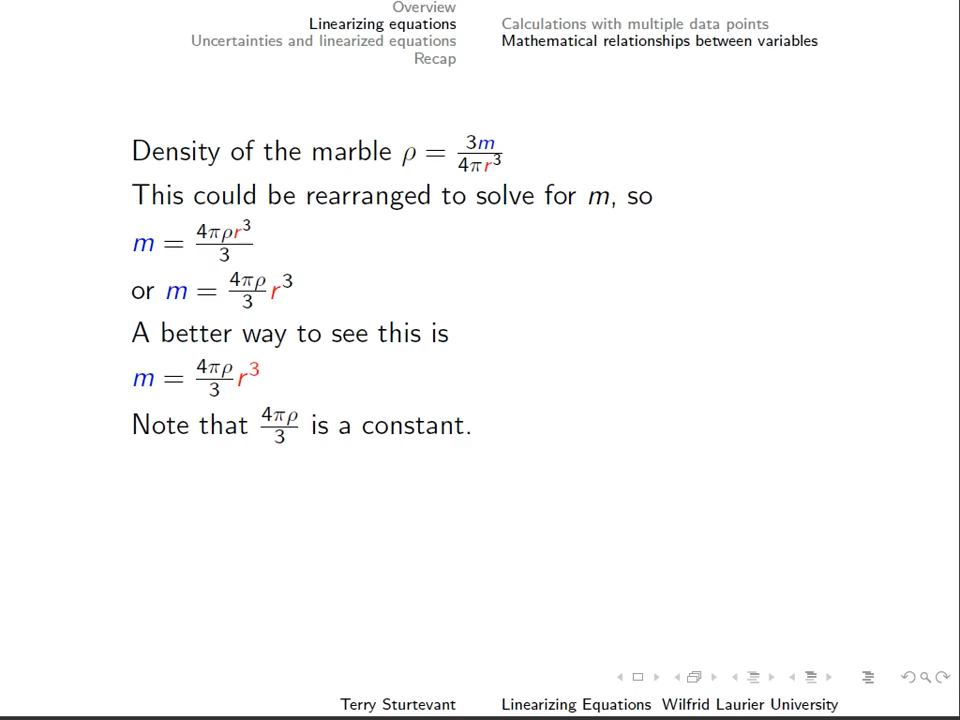 Overview
Linearizing equations
Uncertainties and linearized equations
Recap
Calculations with multiple data points
Mathematical relationships between variables
Density of the marble ρ = 3m/4πr³
This could be rearranged to solve for m, so
m = 4πρr³/3
or m = 4πρ/3 r³
A better way to see this is
m = 4πρ/3 r³
Note that 4πρ/3 is a constant.
Terry Sturtevant
Linearizing Equations Wilfrid Laurier University